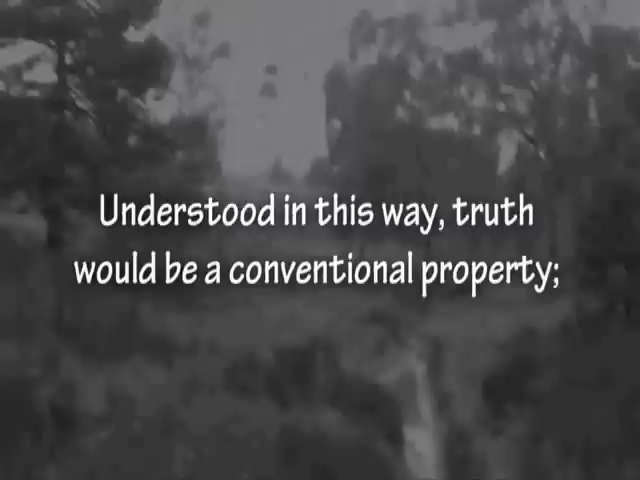 Understood in this way, truth
would be a conventional property;